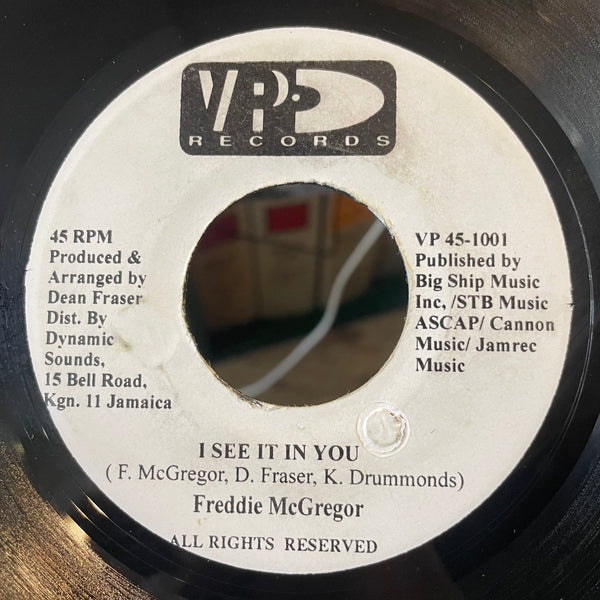 VP
RECORDS
45 RPM
Produced &
Arranged by
Dean Fraser
Dist. By
Dynamic
Sounds,
15 Bell Road,
Kgn. 11 Jamaica
VP 45-1001
Published by
Big Ship Music
Inc, /STB Music
ASCAP/ Cannon
Music/ Jamrec
Music
I SEE IT IN YOU
( F. McGregor, D. Fraser, K. Drummonds)
Freddie McGregor
ALL RIGHTS RESERVED